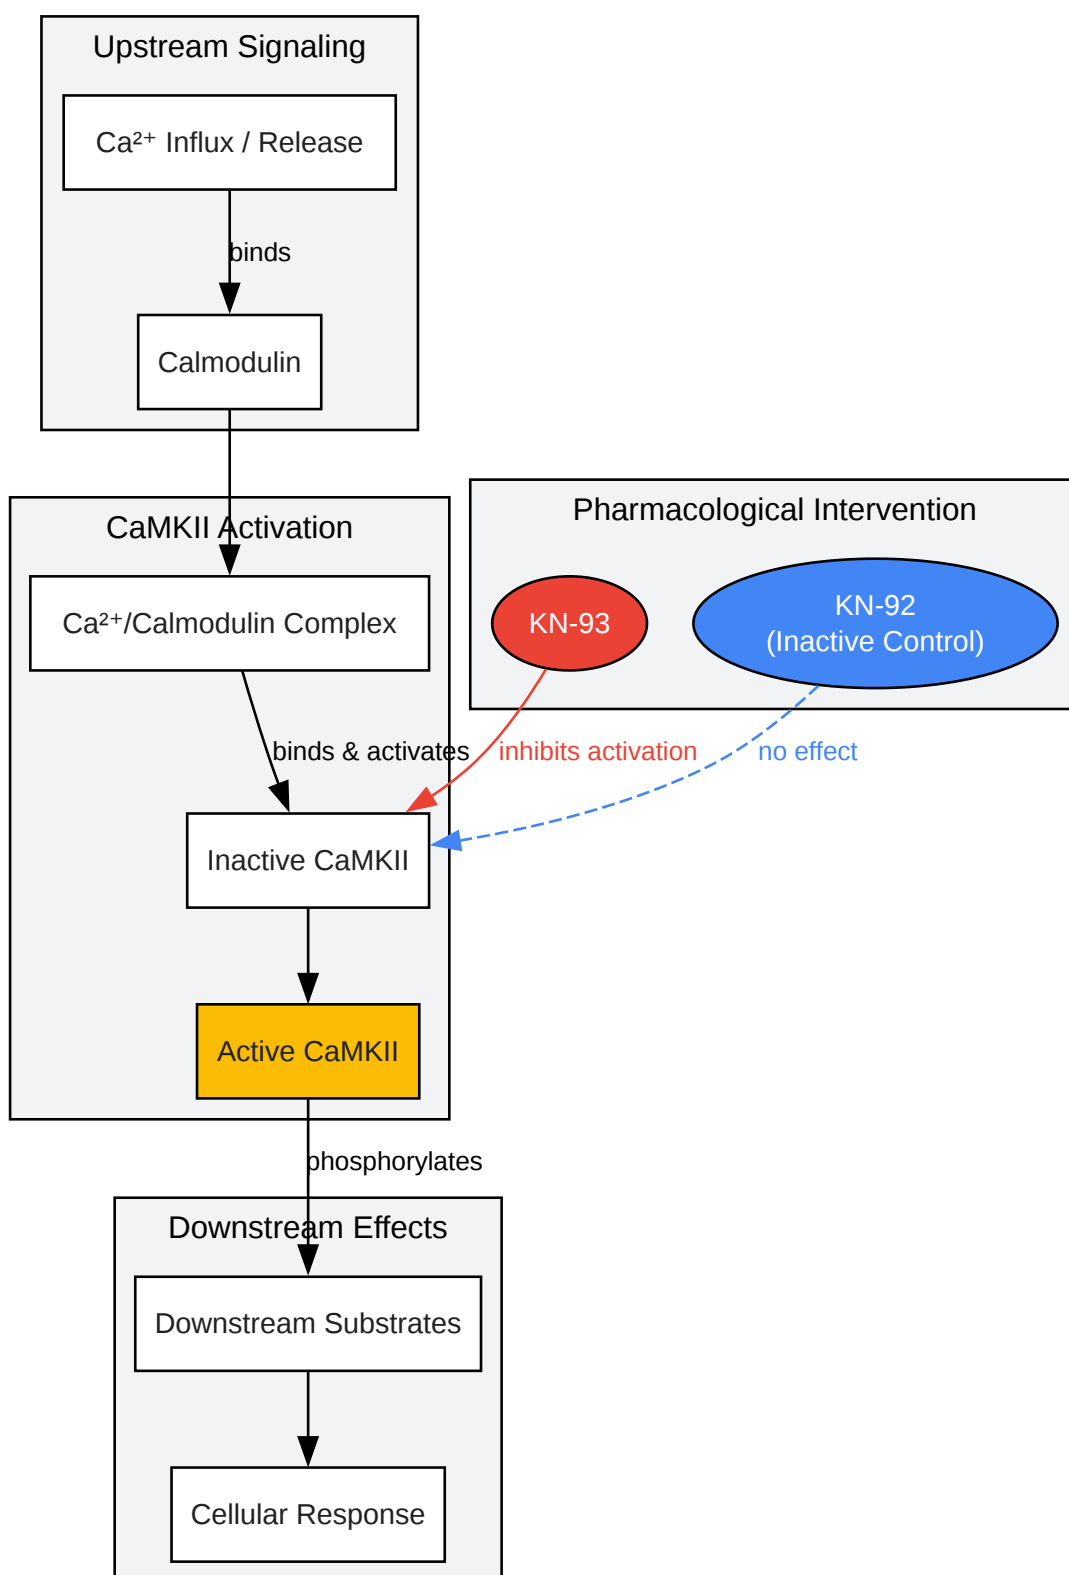 Upstream Signaling
Ca²⁺ Influx / Release
binds
Calmodulin
CaMKII Activation
Ca²⁺/Calmodulin Complex
Pharmacological Intervention
KN-93
KN-92
(Inactive Control)
binds & activates
inhibits activation
no effect
Inactive CaMKII
Active CaMKII
phosphorylates
Downstream Effects
Downstream Substrates
Cellular Response